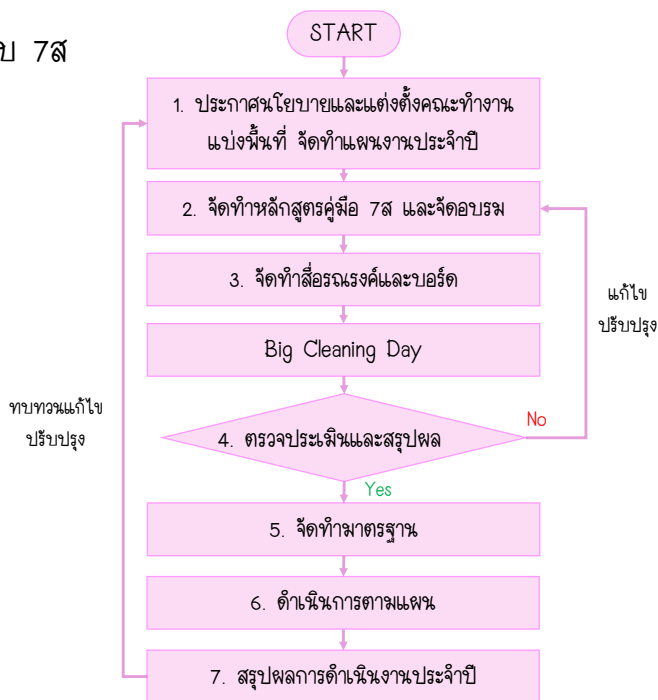 บ 7ส
START
1. ประกาศนโยบายและแต่งตั้งคณะทำงาน
แบ่งพื้นที่ จัดทำแผนงานประจำปี
2. จัดทำหลักสูตรคู่มือ 7ส และจัดอบรม
3. จัดทำสื่อรณรงค์และบอร์ด
แก้ไข
ปรับปรุง
Big Cleaning Day
ทบทวนแก้ไข
ปรับปรุง
4. ตรวจประเมินและสรุปผล
No
Yes
5. จัดทำมาตรฐาน
6. ดำเนินการตามแผน
7. สรุปผลการดำเนินงานประจำปี